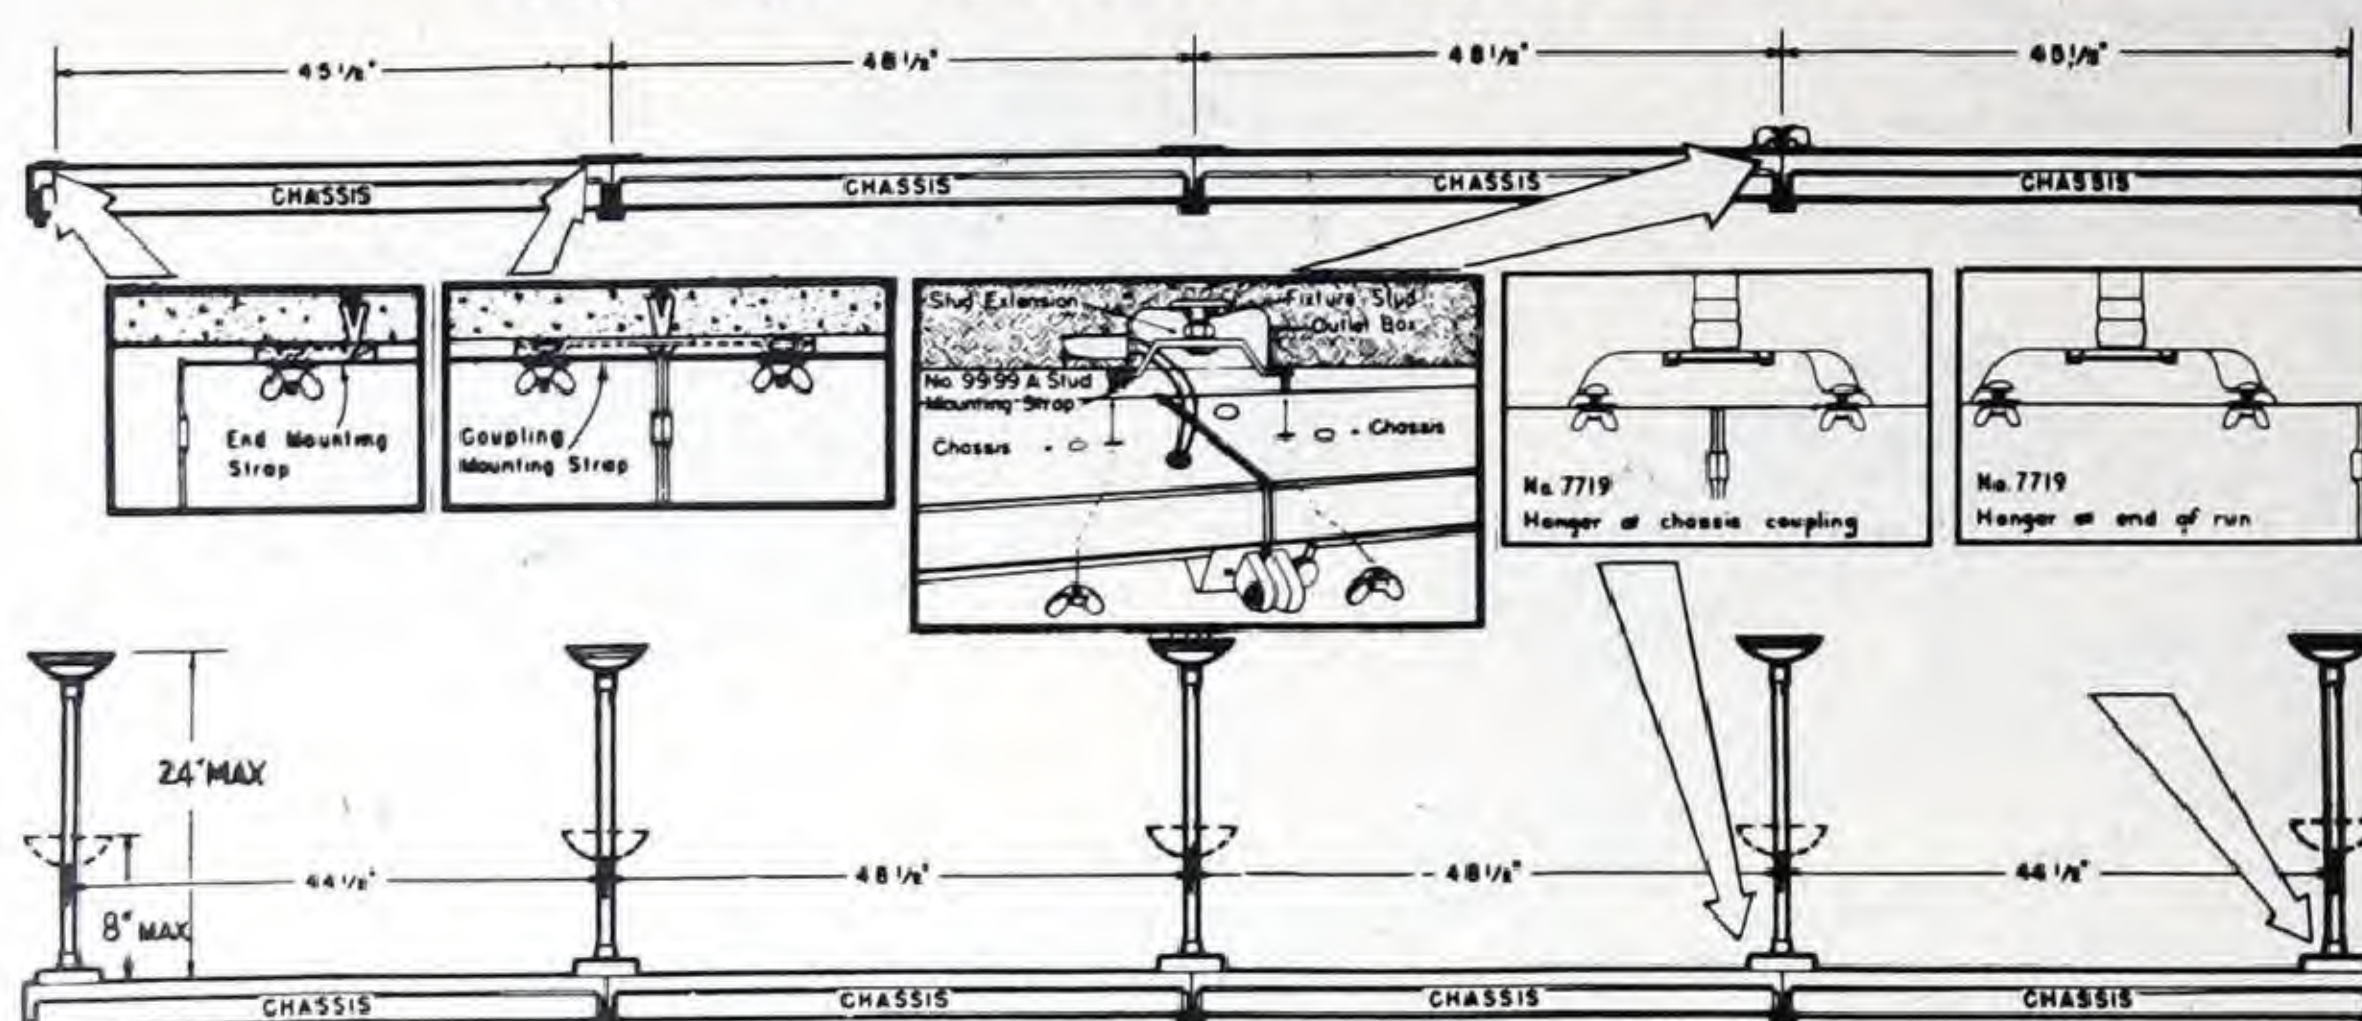 45 1/2"
48 1/2"
48 1/2"
45 1/2"
CHASSIS
CHASSIS
CHASSIS
CHASSIS
End Mounting
Strap
Coupling
Mounting Strap
Stud Extension
Fixture Stud
Outlet Box
No. 9999 A Stud
Mounting Strap
Chassis
Chassis
No. 7719
Hanger at chassis coupling
No. 7719
Hanger at end of run
24" MAX
8" MAX
44 1/2"
48 1/2"
48 1/2"
44 1/2"
CHASSIS
CHASSIS
CHASSIS
CHASSIS